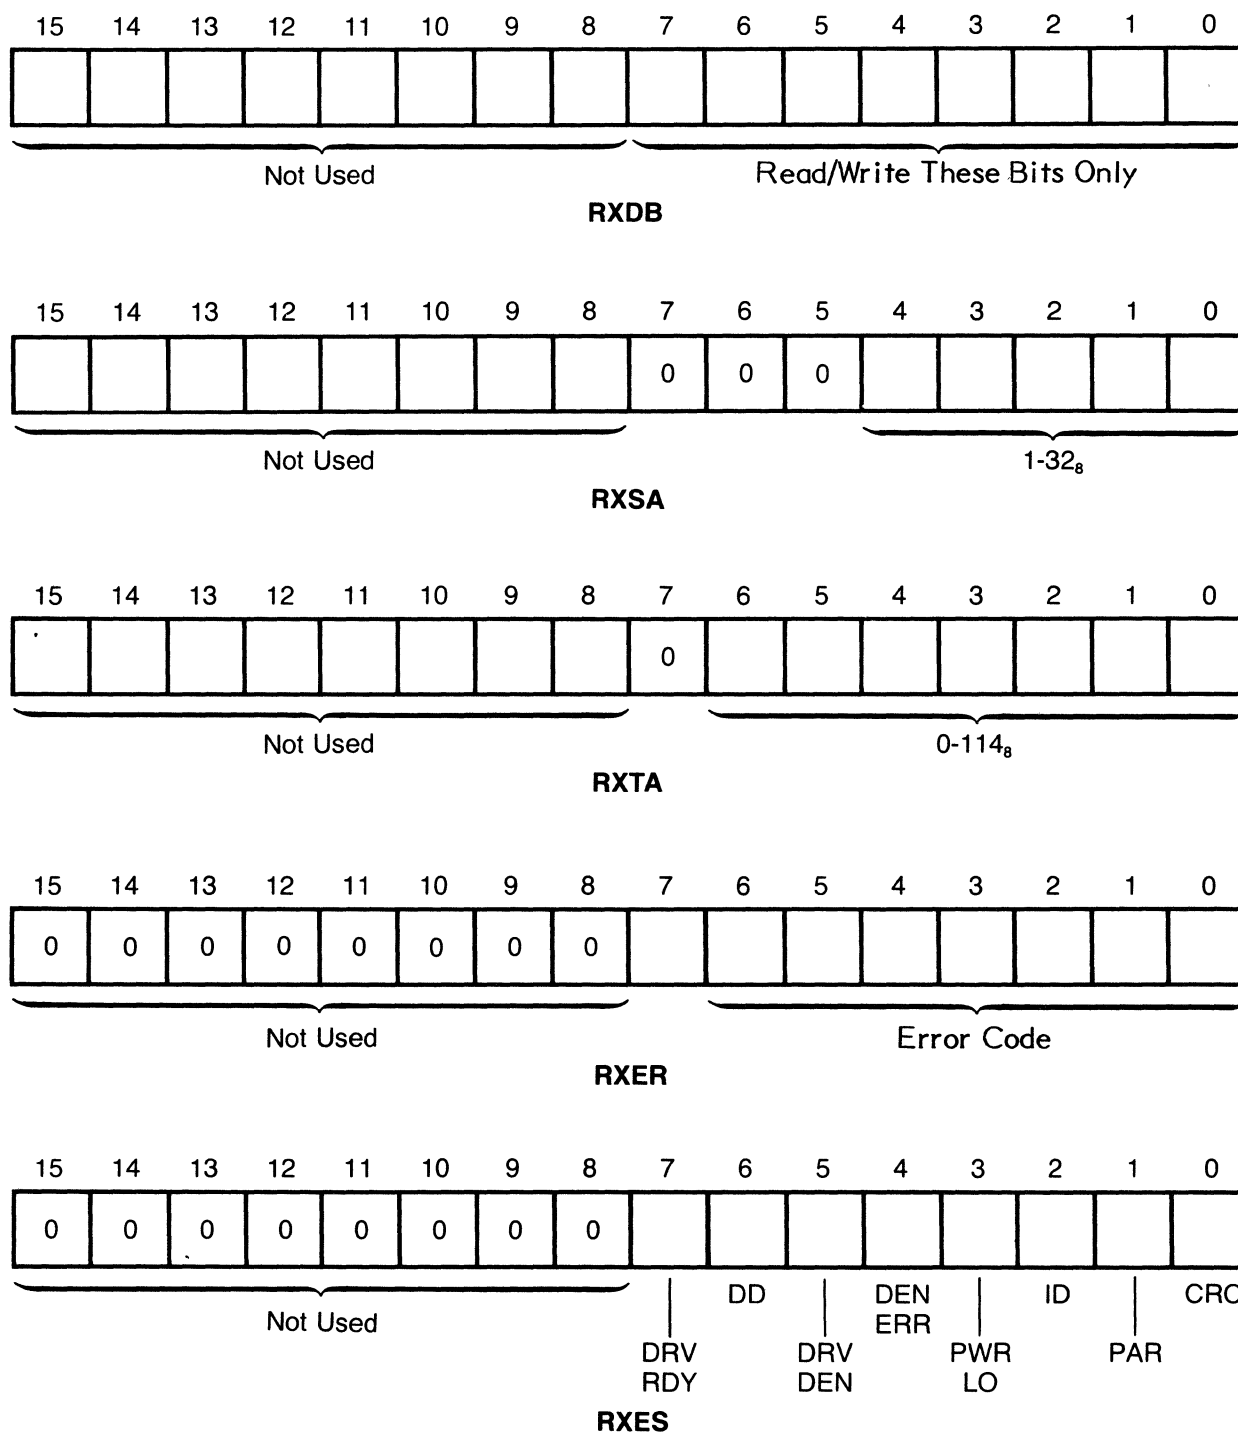 15 14 13 12 11 10 9 8 7 6 5 4 3 2 1 0
Not Used Read/Write These Bits Only
RXDB
15 14 13 12 11 10 9 8 7 6 5 4 3 2 1 0
0 0 0
Not Used 1-32₈
RXSA
15 14 13 12 11 10 9 8 7 6 5 4 3 2 1 0
0
Not Used 0-114₈
RXTA
15 14 13 12 11 10 9 8 7 6 5 4 3 2 1 0
0 0 0 0 0 0 0 0
Not Used Error Code
RXER
15 14 13 12 11 10 9 8 7 6 5 4 3 2 1 0
0 0 0 0 0 0 0 0
Not Used DD DEN ID CRC
ERR
DRV DRV PWR PAR
RDY DEN LO
RXES